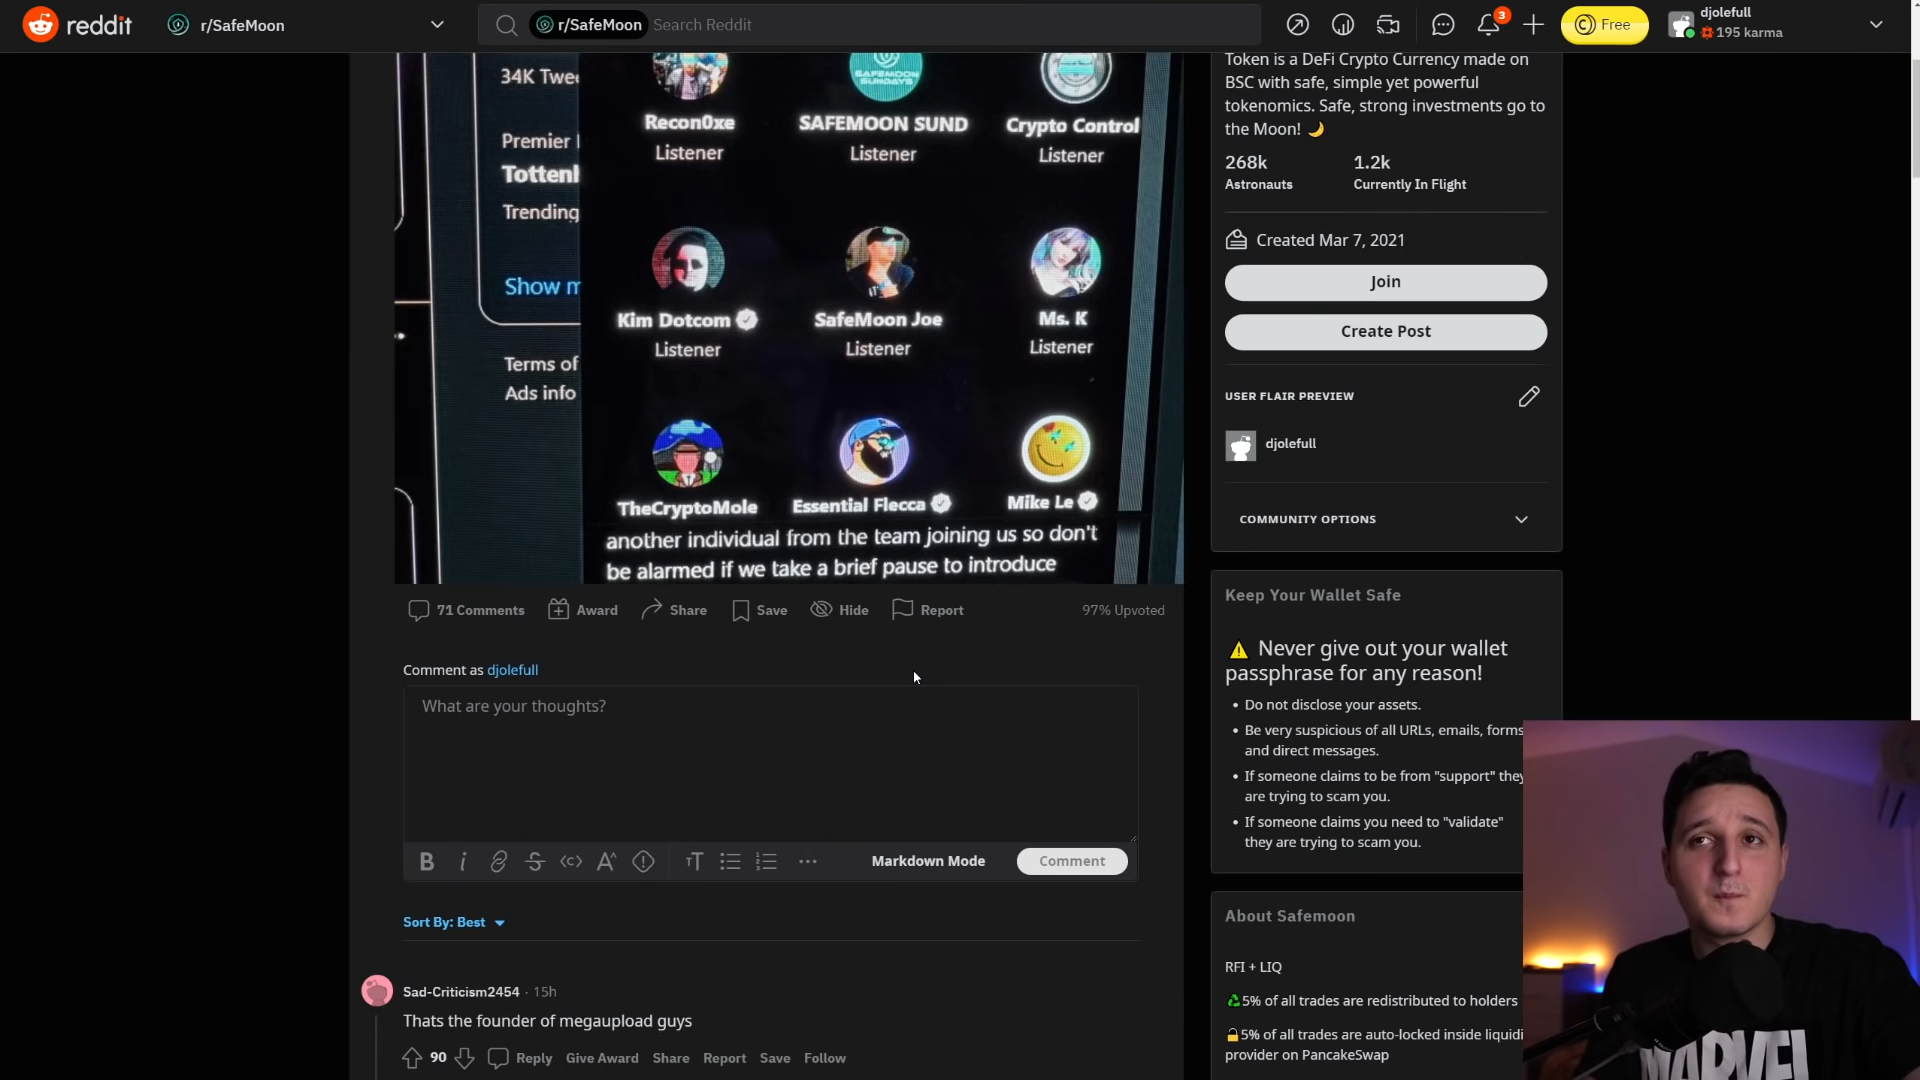 reddit
r/SafeMoon
r/SafeMoon
Search Reddit
3
Free
djolefull
195 karma
34K Twee
Premier
Tottenl
Trending
Show m
Terms of
Ads info
SAFEMOON
SUNDAYS
Recon0xe
Listener
SAFEMOON SUND
Listener
Crypto Control
Listener
Kim Dotcom
Listener
SafeMoon Joe
Listener
Ms. K
Listener
TheCryptoMole
Essential Flecca
Mike Le
another individual from the team joining us so don't
be alarmed if we take a brief pause to introduce
71 Comments
Award
Share
Save
Hide
Report
97% Upvoted
Comment as djolefull
What are your thoughts?
Markdown Mode
Comment
Sort By: Best
Sad-Criticism2454 · 15h
Thats the founder of megaupload guys
90
Reply
Give Award
Share
Report
Save
Follow
Token is a DeFi Crypto Currency made on
BSC with safe, simple yet powerful
tokenomics. Safe, strong investments go to
the Moon! 🌙
268k
Astronauts
1.2k
Currently In Flight
Created Mar 7, 2021
Join
Create Post
USER FLAIR PREVIEW
djolefull
COMMUNITY OPTIONS
Keep Your Wallet Safe
⚠️ Never give out your wallet
passphrase for any reason!
• Do not disclose your assets.
• Be very suspicious of all URLs, emails, forms
and direct messages.
• If someone claims to be from "support" they
are trying to scam you.
• If someone claims you need to "validate"
they are trying to scam you.
About Safemoon
RFI + LIQ
♻️5% of all trades are redistributed to holders
🔒5% of all trades are auto-locked inside liquidi
provider on PancakeSwap
MARVEL